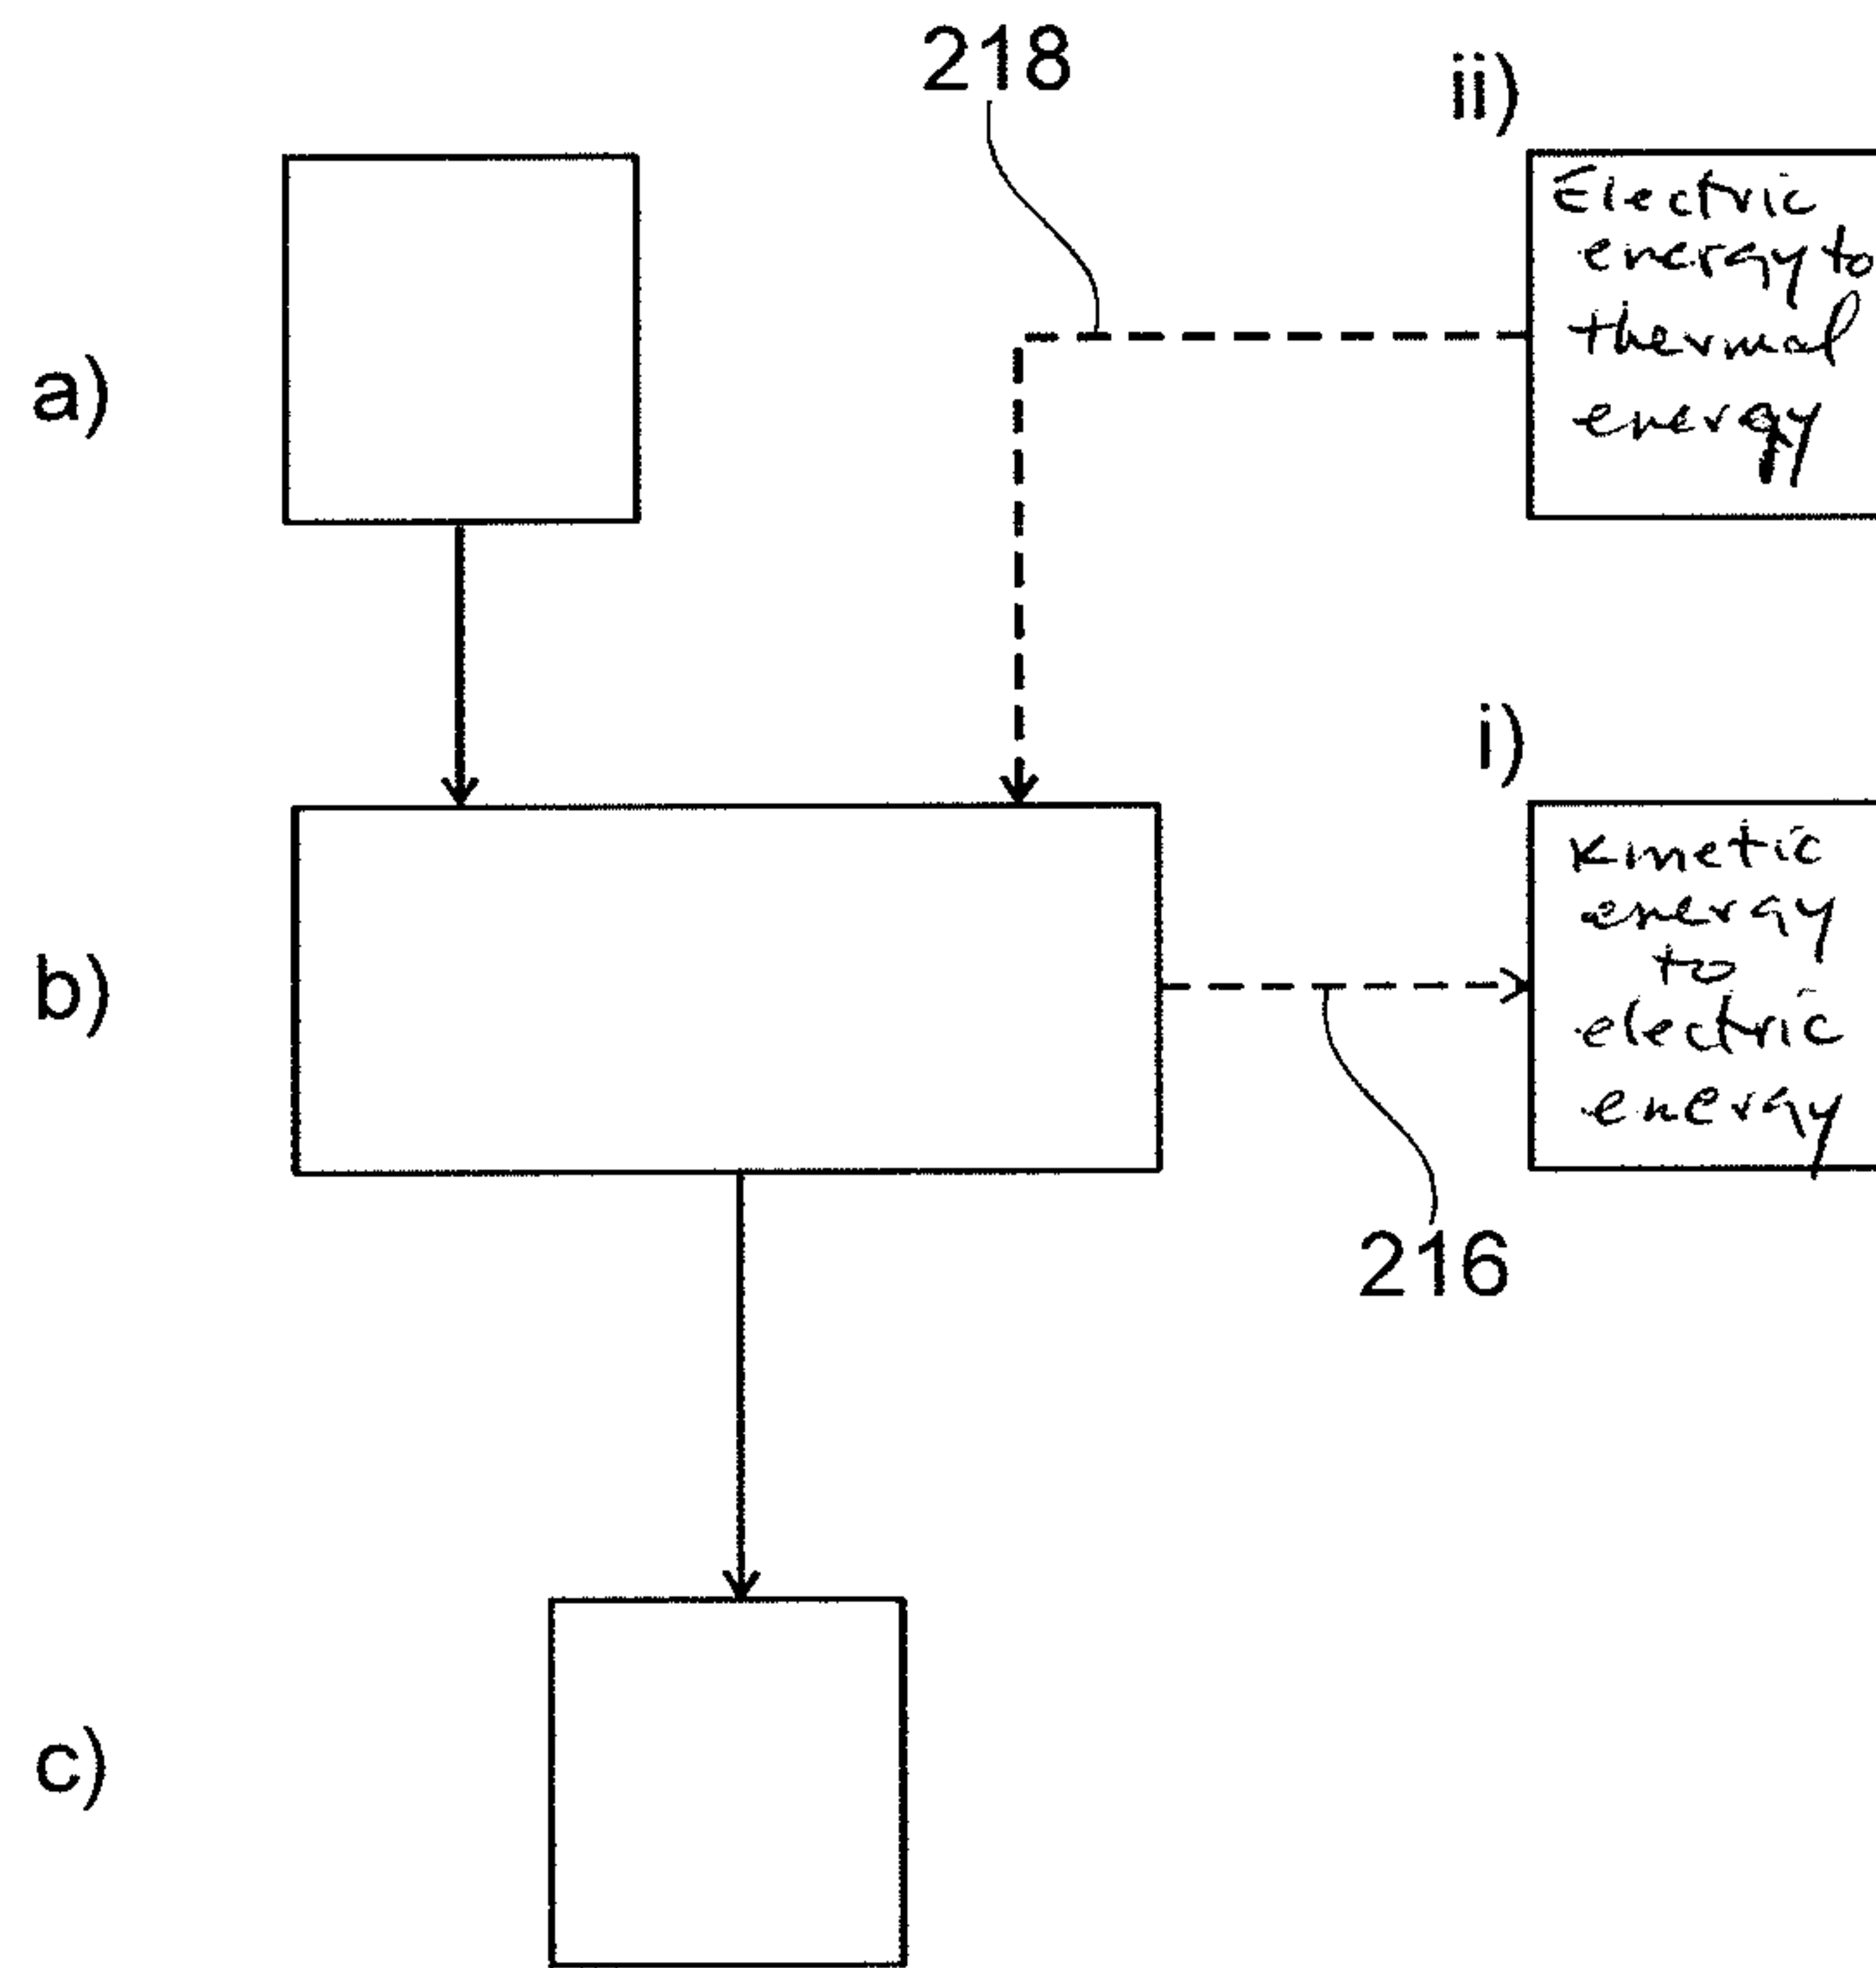 218
ii)
Electric
energy to
thermal
energy
a)
i)
Kinetic
energy
to
electric
energy
b)
216
c)